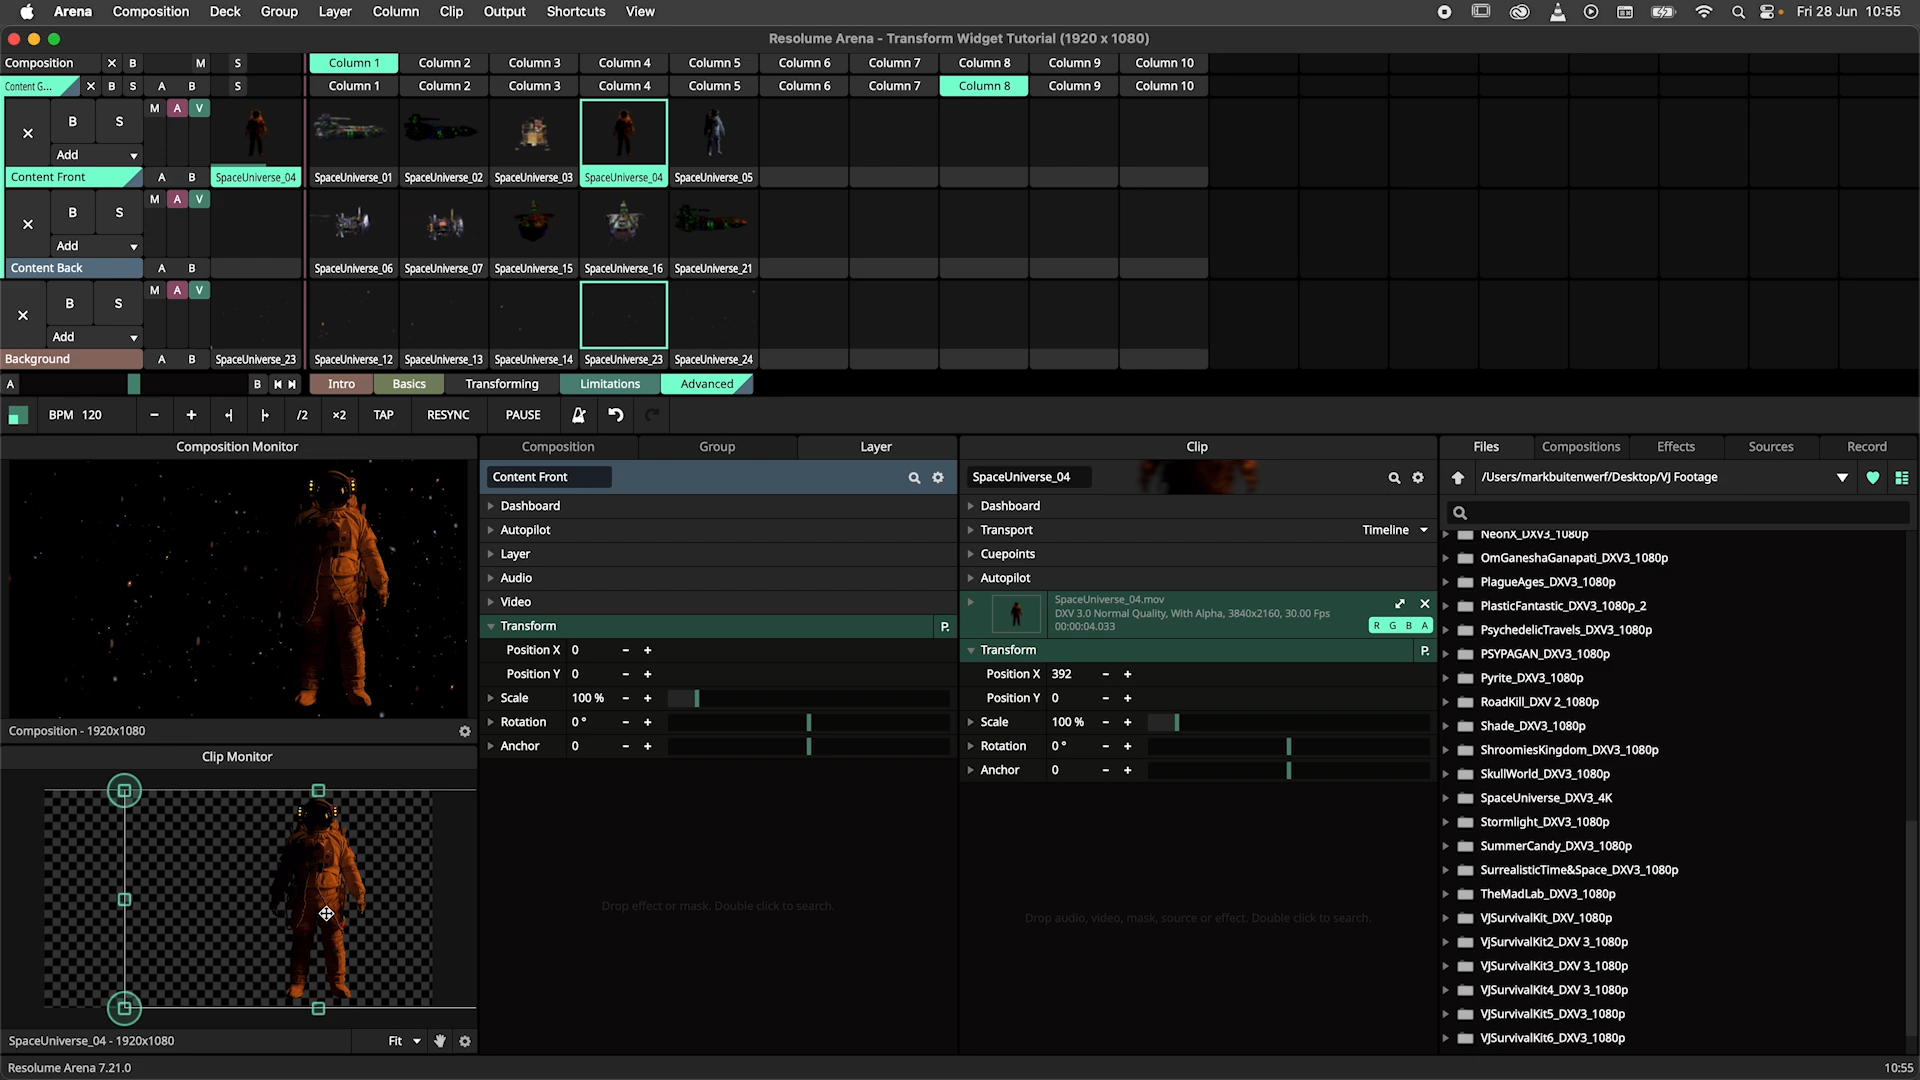 Arena Composition Deck Group Layer Column Clip Output Shortcuts View Fri 28 Jun 10:55
Resolume Arena - Transform Widget Tutorial (1920 x 1080)
Composition X B M S Column 1 Column 2 Column 3 Column 4 Column 5 Column 6 Column 7 Column 8 Column 9 Column 10
Content G... X B S A B S Column 1 Column 2 Column 3 Column 4 Column 5 Column 6 Column 7 Column 8 Column 9 Column 10
M A V
X B S
Add
Content Front A B SpaceUniverse_04 SpaceUniverse_01 SpaceUniverse_02 SpaceUniverse_03 SpaceUniverse_04 SpaceUniverse_05
M A V
X B S
Add
Content Back A B SpaceUniverse_06 SpaceUniverse_07 SpaceUniverse_15 SpaceUniverse_16 SpaceUniverse_21
M A V
X B S
Add
Background A B SpaceUniverse_23 SpaceUniverse_12 SpaceUniverse_13 SpaceUniverse_14 SpaceUniverse_23 SpaceUniverse_24
A B Intro Basics Transforming Limitations Advanced
BPM 120 - + /2 ×2 TAP RESYNC PAUSE
Composition Monitor
Composition - 1920x1080
Clip Monitor
SpaceUniverse_04 - 1920x1080 Fit
Composition Group Layer
Content Front
Dashboard
Autopilot
Layer
Audio
Video
Transform P.
Position X 0 - +
Position Y 0 - +
Scale 100 % - +
Rotation 0 ° - +
Anchor 0 - +
Drop effect or mask. Double click to search.
Clip
SpaceUniverse_04
Dashboard
Transport Timeline
Cuepoints
Autopilot
SpaceUniverse_04.mov
DXV 3.0 Normal Quality, With Alpha, 3840x2160, 30.00 Fps
00:00:04.033 R G B A
Transform P.
Position X 392 - +
Position Y 0 - +
Scale 100 % - +
Rotation 0 ° - +
Anchor 0 - +
Drop audio, video, mask, source or effect. Double click to search.
Files Compositions Effects Sources Record
/Users/markbuitenwerf/Desktop/VJ Footage
NeonX_DXV3_1080p
OmGaneshaGanapati_DXV3_1080p
PlagueAges_DXV3_1080p
PlasticFantastic_DXV3_1080p_2
PsychedelicTravels_DXV3_1080p
PSYPAGAN_DXV3_1080p
Pyrite_DXV3_1080p
RoadKill_DXV 2_1080p
Shade_DXV3_1080p
ShroomiesKingdom_DXV3_1080p
SkullWorld_DXV3_1080p
SpaceUniverse_DXV3_4K
Stormlight_DXV3_1080p
SummerCandy_DXV3_1080p
SurrealisticTime&Space_DXV3_1080p
TheMadLab_DXV3_1080p
VJSurvivalKit_DXV_1080p
VjSurvivalKit2_DXV 3_1080p
VJSurvivalKit3_DXV 3_1080p
VJSurvivalKit4_DXV 3_1080p
VJSurvivalKit5_DXV3_1080p
VJSurvivalKit6_DXV3_1080p
Resolume Arena 7.21.0 10:55